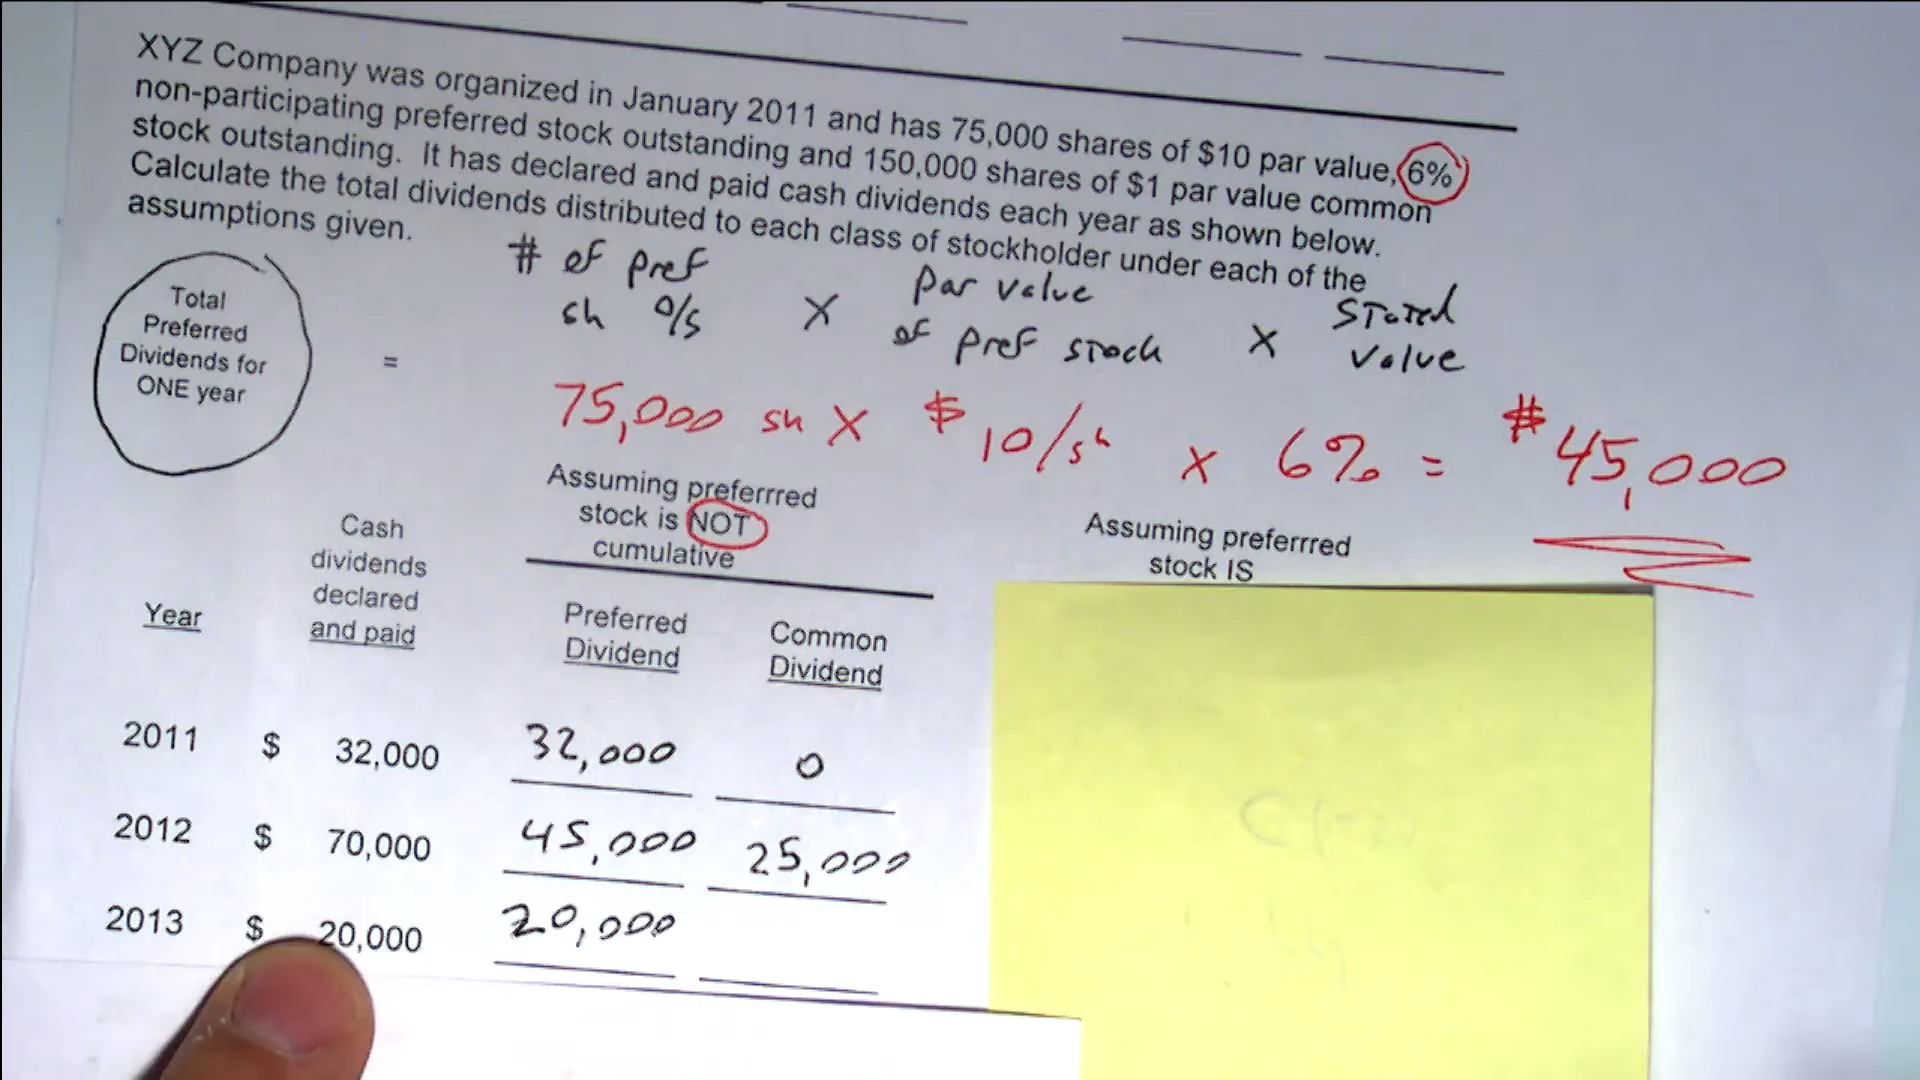 XYZ Company was organized in January 2011 and has 75,000 shares of $10 par value, 6%
non-participating preferred stock outstanding and 150,000 shares of $1 par value common
stock outstanding. It has declared and paid cash dividends each year as shown below.
Calculate the total dividends distributed to each class of stockholder under each of the
assumptions given.
Total
Preferred
Dividends for
ONE year
=
# of pref
sh o/s
X
par value
of pref stock
X
Stated
value
75,000 sh X $10/sh x 6% = $45,000
Assuming preferrred
stock is NOT
cumulative
Assuming preferrred
stock IS
Year
Cash
dividends
declared
and paid
Preferred
Dividend
Common
Dividend
2011 $ 32,000 32,000 0
2012 $ 70,000 45,000 25,000
2013 $ 20,000 20,000